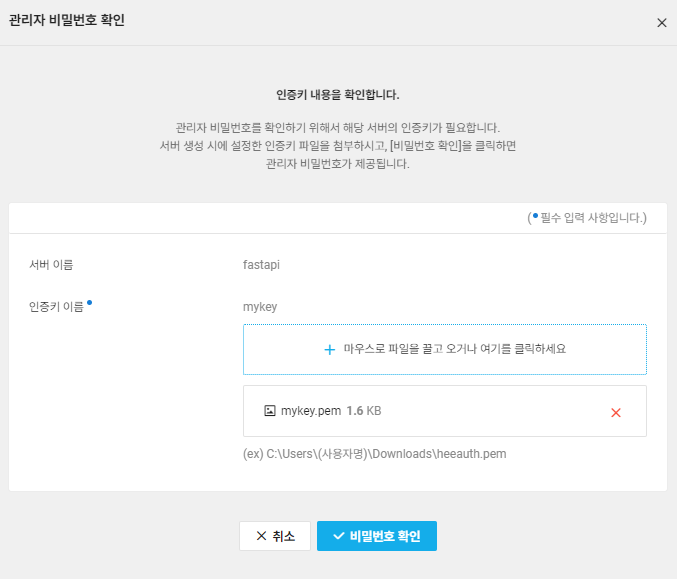 관리자 비밀번호 확인
인증키 내용을 확인합니다.
관리자 비밀번호를 확인하기 위해서 해당 서버의 인증키가 필요합니다.
서버 생성 시에 설정한 인증키 파일을 첨부하시고, [비밀번호 확인]을 클릭하면
관리자 비밀번호가 제공됩니다.
(• 필수 입력 사항입니다.)
서버 이름 fastapi
인증키 이름• mykey
+ 마우스로 파일을 끌고 오거나 여기를 클릭하세요
mykey.pem 1.6 KB
(ex) C:\Users\(사용자명)\Downloads\heeauth.pem
취소 비밀번호 확인